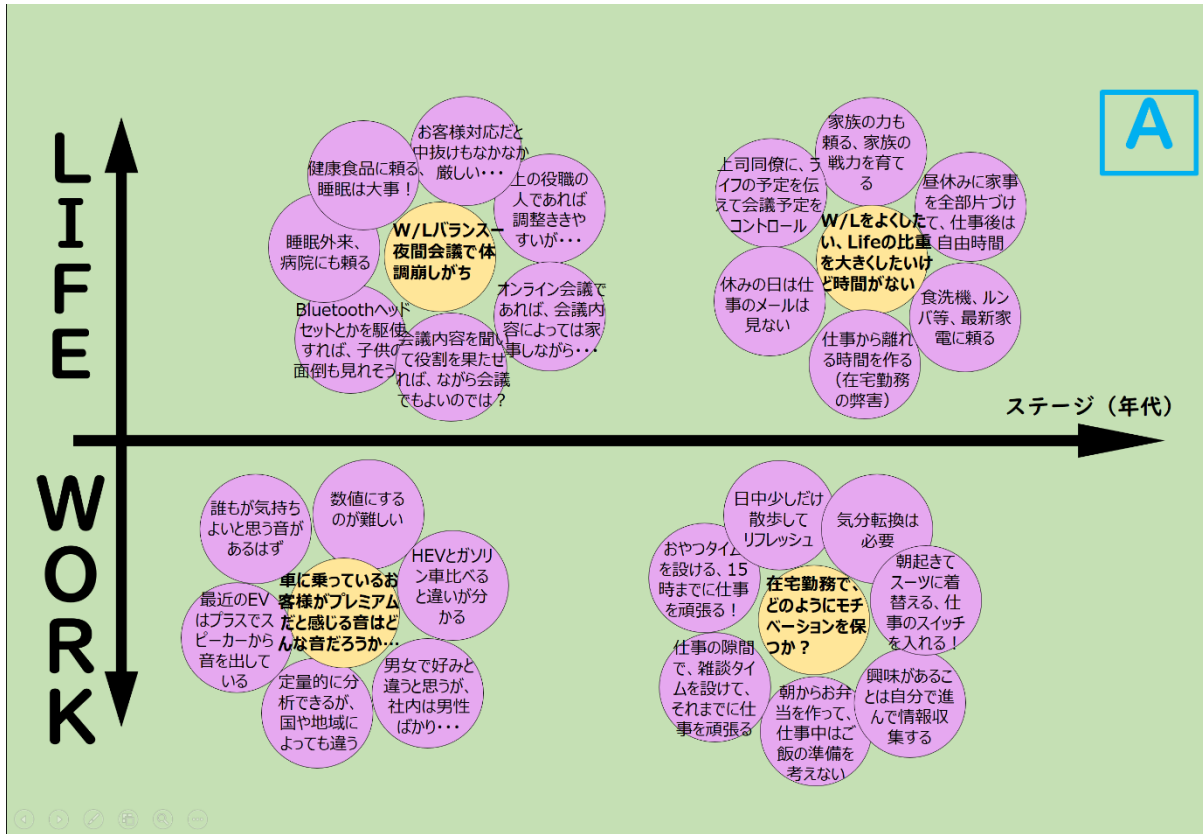 LIFE
WORK
A
ステージ（年代）
W/Lバランスー
夜間会議で体
調崩しがち
お客様対応だと
中抜けもなかなか
厳しい・・・
上の役職の
人であれば
調整ききや
すいが・・・
オンライン会議で
あれば、会議内
容によっては家
事しながら・・・
会議内容を聞い
て役割を果たせ
れば、ながら会議
でもよいのでは？
Bluetoothヘッド
セットとかを駆使
すれば、子供の
面倒も見れそう
睡眠外来、
病院にも頼る
健康食品に頼る、
睡眠は大事！
W/Lをよくした
い、Lifeの比重
を大きくしたいけ
ど時間がない
家族の力も
頼る、家族の
戦力を育て
る
昼休みに家事
を全部片づけ
て、仕事後は
自由時間
食洗機、ルン
バ等、最新家
電に頼る
仕事から離れ
る時間を作る
（在宅勤務
の弊害）
休みの日は仕
事のメールは
見ない
上司同僚に、ラ
イフの予定を伝
えて会議予定を
コントロール
車に乗っているお
客様がプレミアム
だと感じる音はど
んな音だろうか…
数値にする
のが難しい
HEVとガソリ
ン車比べる
と違いが分
かる
男女で好みと
違うと思うが、
社内は男性
ばかり・・・
定量的に分
析できるが、
国や地域に
よっても違う
最近のEV
はプラスでス
ピーカーから
音を出して
いる
誰もが気持ち
よいと思う音が
あるはず
在宅勤務で、
どのようにモチ
ベーションを保
つか？
日中少しだけ
散歩して
リフレッシュ
気分転換は
必要
朝起きて
スーツに着
替える、仕
事のスイッチ
を入れる！
興味があるこ
とは自分で進
んで情報収
集する
朝からお弁
当を作って、
仕事中はご
飯の準備を
考えない
仕事の隙間
で、雑談タイ
ムを設けて、
それまでに仕
事を頑張る
おやつタイム
を設ける、15
時までに仕事
を頑張る！